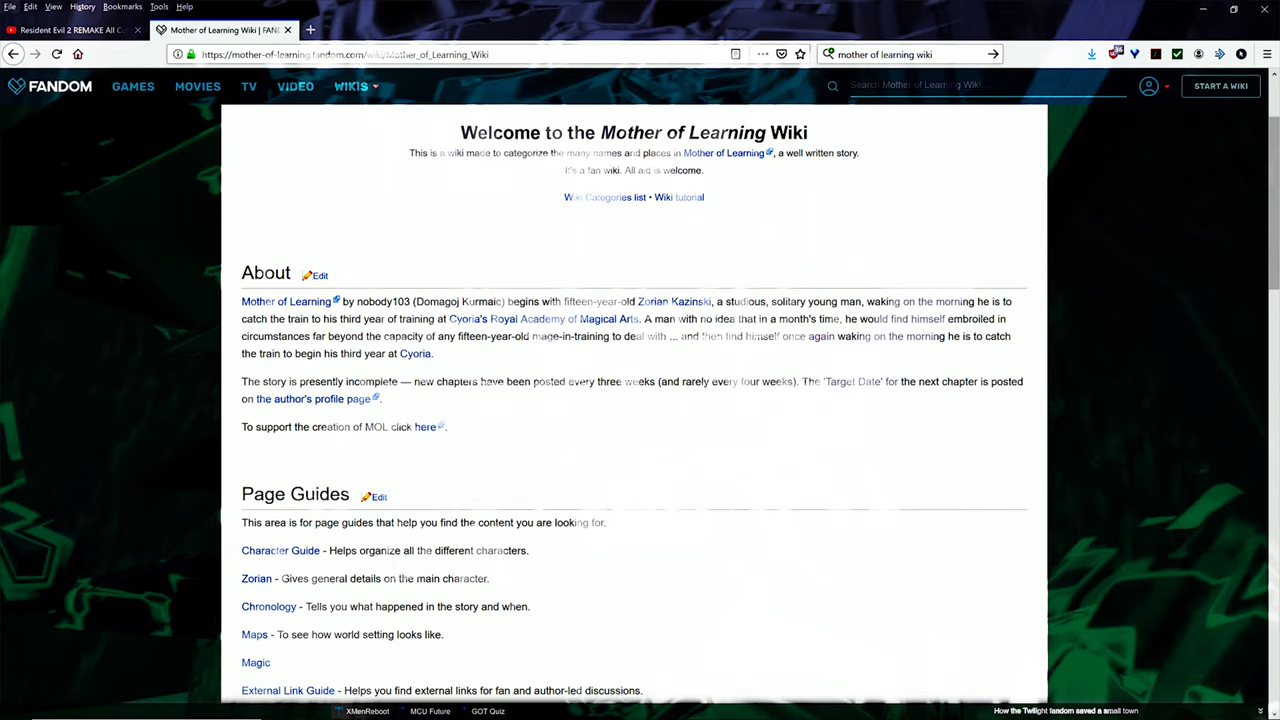 File Edit View History Bookmarks Tools Help
Resident Evil 2 REMAKE All Cu
Mother of Learning Wiki | FAN
https://mother-of-learning.fandom.com/wiki/Mother_of_Learning_Wiki
mother of learning wiki
FANDOM GAMES MOVIES TV VIDEO WIKIS
Search Mother of Learning Wiki...
START A WIKI
Welcome to the Mother of Learning Wiki
This is a wiki made to categorize the many names and places in Mother of Learning, a well written story.
It's a fan wiki. All aid is welcome.
Wiki Categories list • Wiki tutorial
About Edit
Mother of Learning by nobody103 (Domagoj Kurmaic) begins with fifteen-year-old Zorian Kazinski, a studious, solitary young man, waking on the morning he is to
catch the train to his third year of training at Cyoria's Royal Academy of Magical Arts. A man with no idea that in a month's time, he would find himself embroiled in
circumstances far beyond the capacity of any fifteen-year-old mage-in-training to deal with ... and then find himself once again waking on the morning he is to catch
the train to begin his third year at Cyoria.
The story is presently incomplete — new chapters have been posted every three weeks (and rarely every four weeks). The 'Target Date' for the next chapter is posted
on the author's profile page.
To support the creation of MOL click here.
Page Guides Edit
This area is for page guides that help you find the content you are looking for.
Character Guide - Helps organize all the different characters.
Zorian - Gives general details on the main character.
Chronology - Tells you what happened in the story and when.
Maps - To see how world setting looks like.
Magic
External Link Guide - Helps you find external links for fan and author-led discussions.
XMenReboot MCU Future GOT Quiz
How the Twilight fandom saved a small town